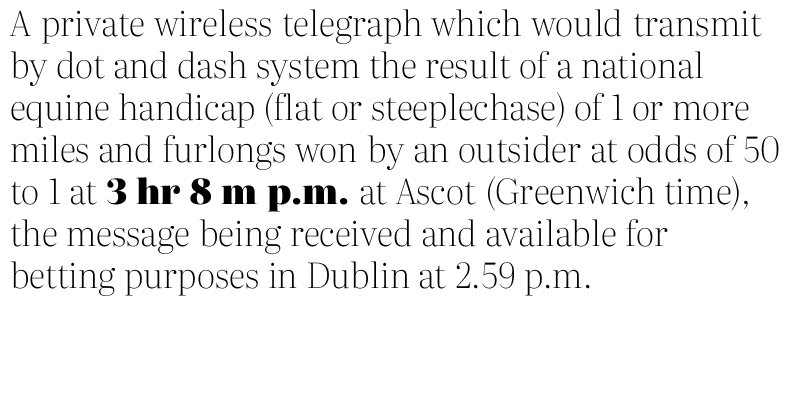 A private wireless telegraph which would transmit
by dot and dash system the result of a national
equine handicap (flat or steeplechase) of 1 or more
miles and furlongs won by an outsider at odds of 50
to 1 at 3 hr 8 m p.m. at Ascot (Greenwich time),
the message being received and available for
betting purposes in Dublin at 2.59 p.m.